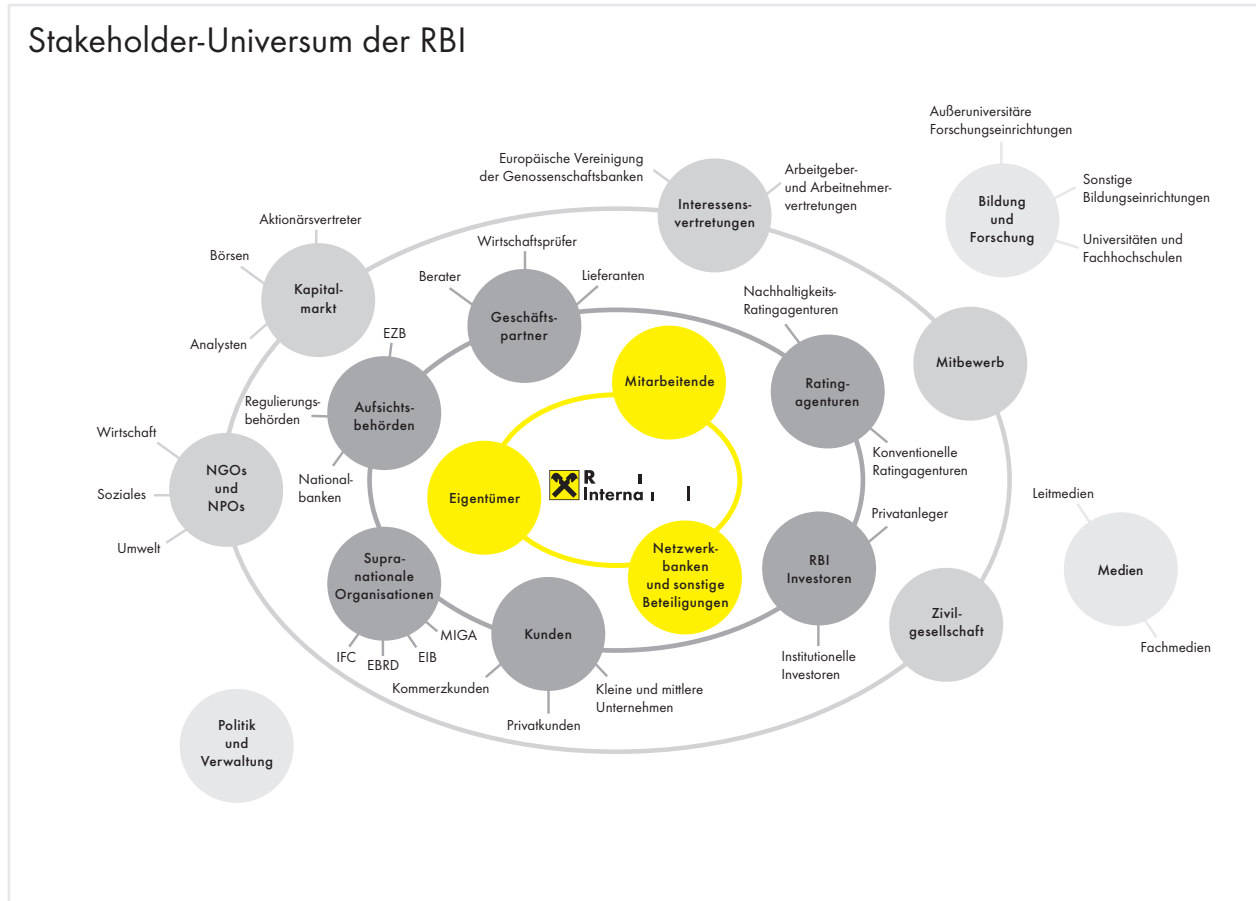 Stakeholder-Universum der RBI
Außeruniversitäre
Forschungseinrichtungen
Sonstige
Bildungseinrichtungen
Bildung
und
Forschung
Universitäten und
Fachhochschulen
Europäische Vereinigung
der Genossenschaftsbanken
Interessens-
vertretungen
Arbeitgeber-
und Arbeitnehmer-
vertretungen
Aktionärsvertreter
Börsen
Kapital-
markt
Analysten
Wirtschaftsprüfer
Berater
Lieferanten
Geschäfts-
partner
Nachhaltigkeits-
Ratingagenturen
Rating-
agenturen
Konventionelle
Ratingagenturen
Mitbewerb
EZB
Regulierungs-
behörden
Aufsichts-
behörden
National-
banken
Mitarbeitende
Eigentümer
R
Interna
Netzwerk-
banken
und sonstige
Beteiligungen
Wirtschaft
Soziales
Umwelt
NGOs
und
NPOs
Privatanleger
RBI
Investoren
Institutionelle
Investoren
Leitmedien
Medien
Fachmedien
Supra-
nationale
Organisationen
IFC
EBRD
EIB
MIGA
Kunden
Kommerzkunden
Privatkunden
Kleine und mittlere
Unternehmen
Zivil-
gesellschaft
Politik
und
Verwaltung